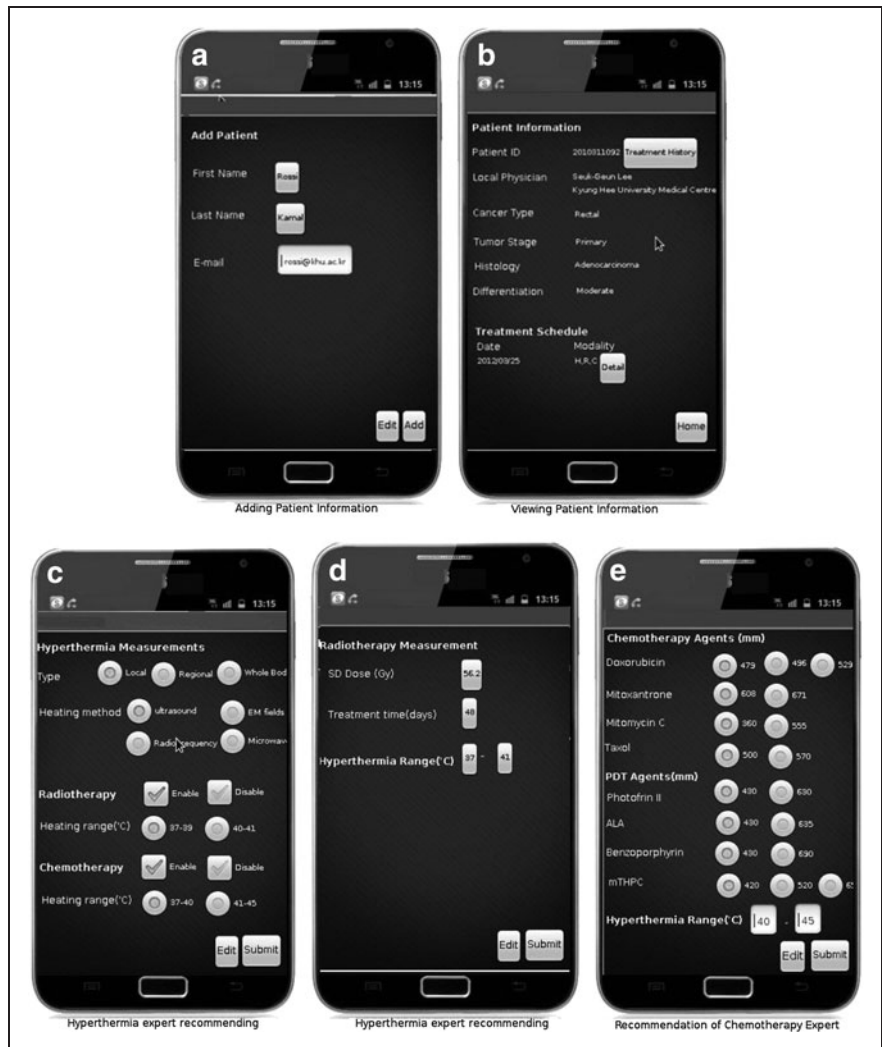 a
13:15
Add Patient
First Name Rossi
Last Name Kamal
E-mail rossi@khu.ac.kr
Edit Add
Adding Patient Information
b
13:15
Patient Information
Patient ID 2010311092 Treatment History
Local Physician Seuk-Geun Lee
Kyung Hee University Medical Centre
Cancer Type Rectal
Tumor Stage Primary
Histology Adenocarcinoma
Differentiation Moderate
Treatment Schedule
Date Modality
2012/03/25 H,R,C Detail
Home
Viewing Patient Information
c
13:15
Hyperthermia Measurements
Type Local Regional Whole Bod
Heating method ultrasound EM fields
Radiofrequency Microwav
Radiotherapy Enable Disable
Heating range(°C) 37-39 40-41
Chemotherapy Enable Disable
Heating range(°C) 37-40 41-45
Edit Submit
Hyperthermia expert recommending
d
13:15
Radiotherapy Measurement
SD Dose (Gy) 56.2
Treatment time(days) 48
Hyperthermia Range(°C) 37 - 41
Edit Submit
Hyperthermia expert recommending
e
13:15
Chemotherapy Agents (mm)
Doxorubicin 479 496 529
Mitoxantrone 608 671
Mitomycin C 360 555
Taxol 500 570
PDT Agents(mm)
Photofrin II 430 630
ALA 430 635
Benzoporphyrin 430 690
mTHPC 420 520 65
Hyperthermia Range(°C) 40 - 45
Edit Submit
Recommendation of Chemotherapy Expert